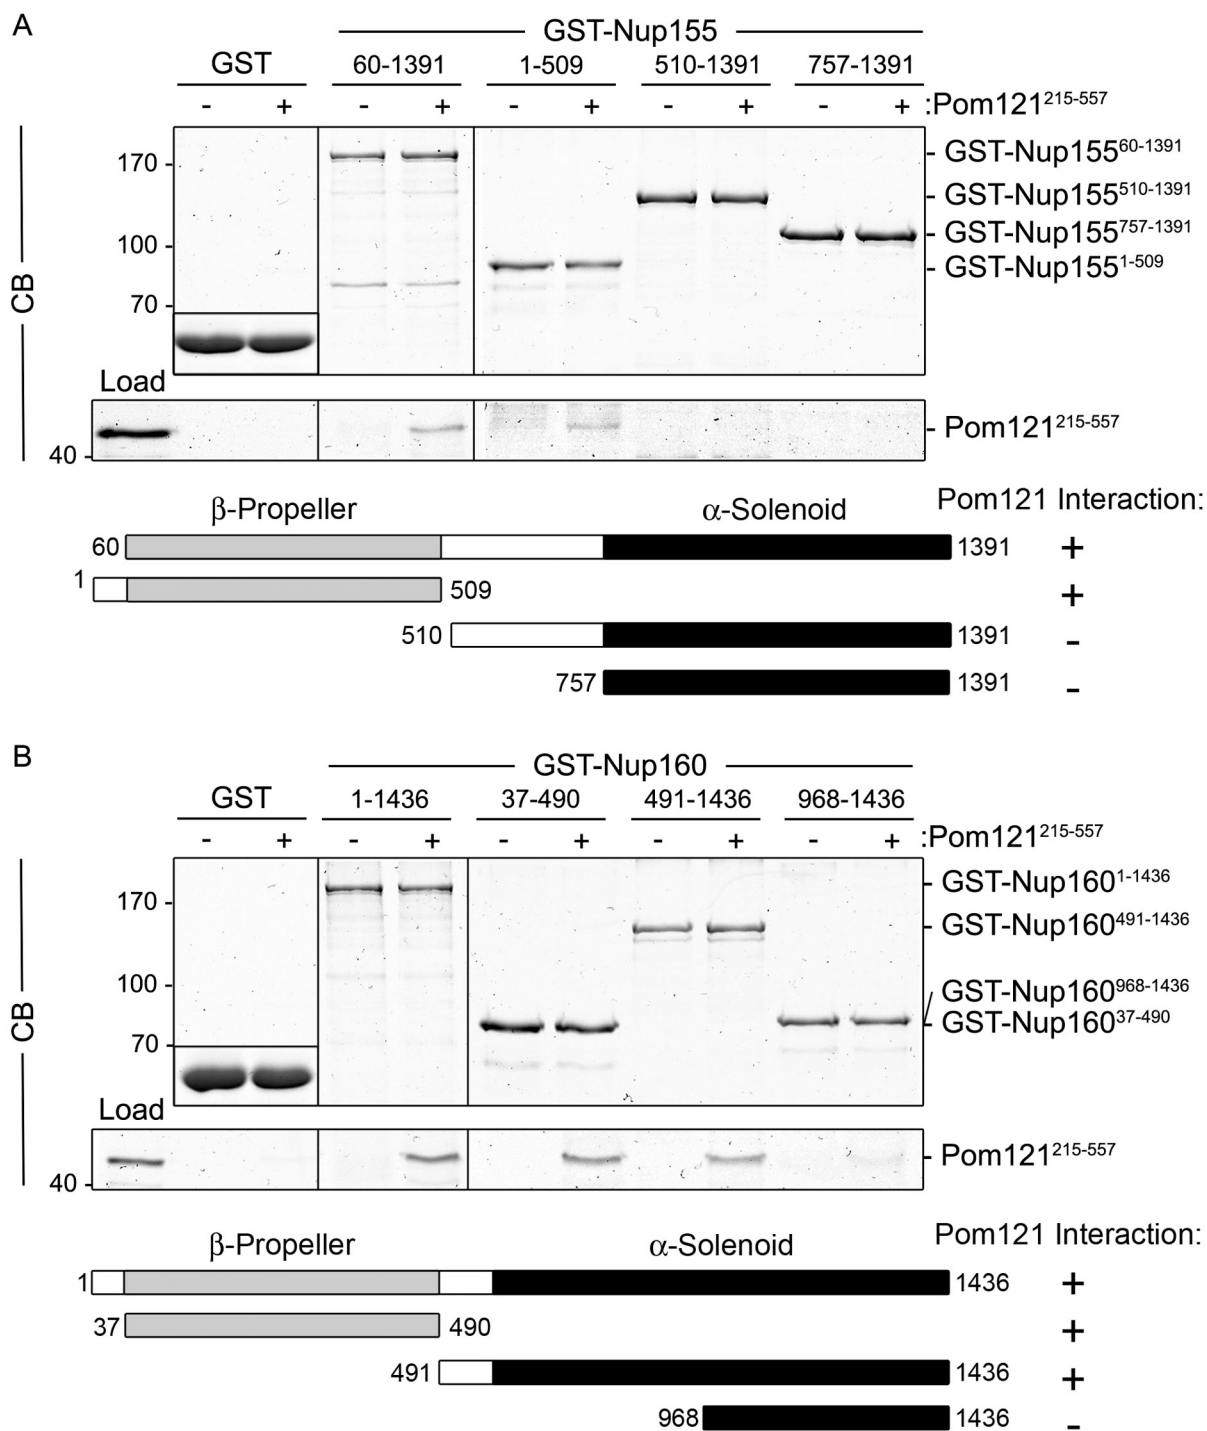 A
GST-Nup155
GST 60-1391 1-509 510-1391 757-1391
- + - + - + - + - + :Pom121215-557
170
100
70
CB
GST-Nup15560-1391
GST-Nup155510-1391
GST-Nup155757-1391
GST-Nup1551-509
Load
40
Pom121215-557
β-Propeller α-Solenoid Pom121 Interaction:
60 1391 +
1 509 +
510 1391 -
757 1391 -
B
GST-Nup160
GST 1-1436 37-490 491-1436 968-1436
- + - + - + - + - + :Pom121215-557
170
100
70
CB
GST-Nup1601-1436
GST-Nup160491-1436
GST-Nup160968-1436
GST-Nup16037-490
Load
40
Pom121215-557
β-Propeller α-Solenoid Pom121 Interaction:
1 1436 +
37 490 +
491 1436 +
968 1436 -